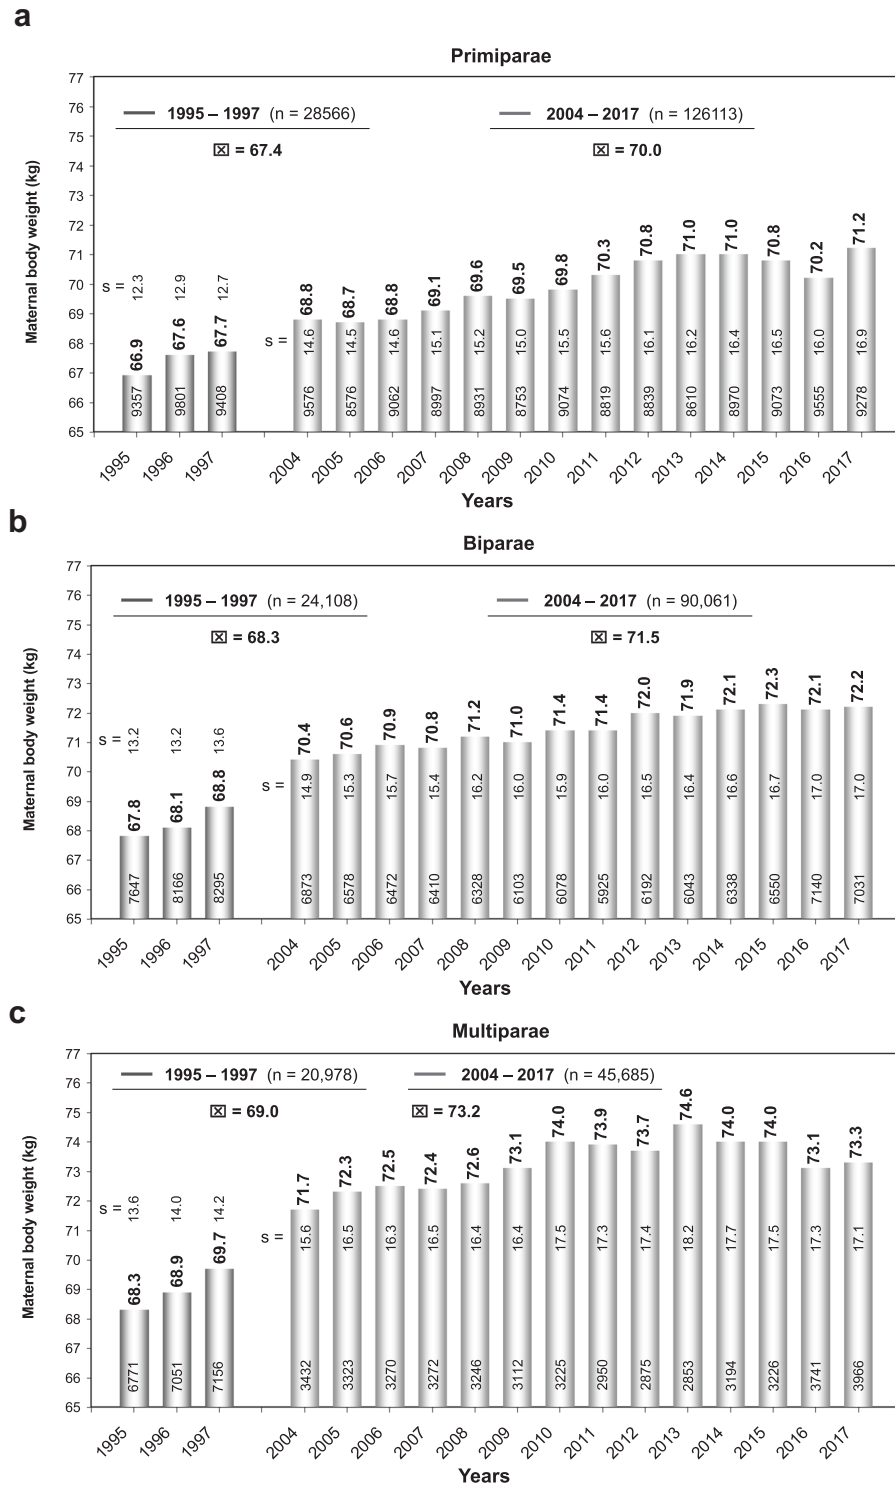 a
Primiparae
Maternal body weight (kg)
77
76
75
74
73
72
71
70
69
68
67
66
65
1995 – 1997 (n = 28566)
☒ = 67.4
2004 – 2017 (n = 126113)
☒ = 70.0
s = 12.3 12.9 12.7
66.9 67.6 67.7
9357 9801 9408
68.8 68.7 68.8 69.1 69.6 69.5 69.8 70.3 70.8 71.0 71.0 70.8 70.2 71.2
s = 14.6 14.5 14.6 15.1 15.2 15.0 15.5 15.6 16.1 16.2 16.4 16.5 16.0 16.9
9576 8576 9062 8997 8931 8753 9074 8819 8839 8610 8970 9073 9555 9278
1995 1996 1997 2004 2005 2006 2007 2008 2009 2010 2011 2012 2013 2014 2015 2016 2017
Years
b
Biparae
Maternal body weight (kg)
77
76
75
74
73
72
71
70
69
68
67
66
65
1995 – 1997 (n = 24,108)
☒ = 68.3
2004 – 2017 (n = 90,061)
☒ = 71.5
s = 13.2 13.2 13.6
67.8 68.1 68.8
7647 8166 8295
70.4 70.6 70.9 70.8 71.2 71.0 71.4 71.4 72.0 71.9 72.1 72.3 72.1 72.2
s = 14.9 15.3 15.7 15.4 16.2 16.0 15.9 16.0 16.5 16.4 16.6 16.7 17.0 17.0
6873 6578 6472 6410 6328 6103 6078 5925 6192 6043 6338 6550 7140 7031
1995 1996 1997 2004 2005 2006 2007 2008 2009 2010 2011 2012 2013 2014 2015 2016 2017
Years
c
Multiparae
Maternal body weight (kg)
77
76
75
74
73
72
71
70
69
68
67
66
65
1995 – 1997 (n = 20,978)
☒ = 69.0
2004 – 2017 (n = 45,685)
☒ = 73.2
s = 13.6 14.0 14.2
68.3 68.9 69.7
6771 7051 7156
71.7 72.3 72.5 72.4 72.6 73.1 74.0 73.9 73.7 74.6 74.0 74.0 73.1 73.3
s = 15.6 16.5 16.3 16.5 16.4 16.4 17.5 17.3 17.4 18.2 17.7 17.5 17.3 17.1
3432 3323 3270 3272 3246 3112 3225 2950 2875 2853 3194 3226 3741 3966
1995 1996 1997 2004 2005 2006 2007 2008 2009 2010 2011 2012 2013 2014 2015 2016 2017
Years